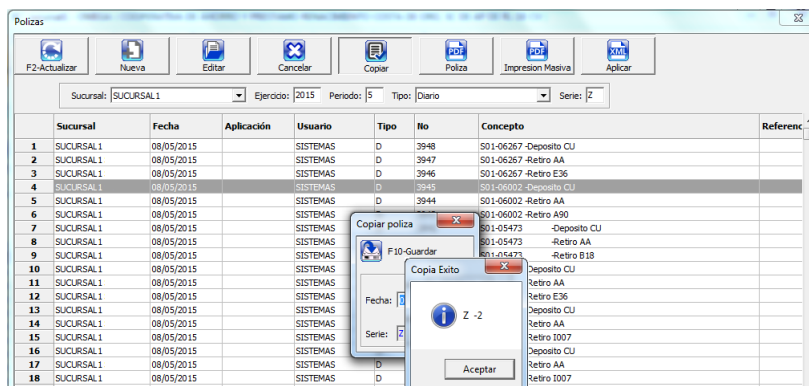 Polizas
F2-Actualizar Nueva Editar Cancelar Copiar Poliza Impresion Masiva Aplicar
Sucursal: SUCURSAL1 Ejercicio: 2015 Periodo: 5 Tipo: Diario Serie: Z
Sucursal Fecha Aplicación Usuario Tipo No Concepto Referenc
1 SUCURSAL1 08/05/2015 SISTEMAS D 3948 S01-06267 -Deposito CU
2 SUCURSAL1 08/05/2015 SISTEMAS D 3947 S01-06267 -Retiro AA
3 SUCURSAL1 08/05/2015 SISTEMAS D 3946 S01-06267 -Retiro E36
4 SUCURSAL1 08/05/2015 SISTEMAS D 3945 S01-06002 -Deposito CU
5 SUCURSAL1 08/05/2015 SISTEMAS D 3944 S01-06002 -Retiro AA
6 SUCURSAL1 08/05/2015 SISTEMAS S01-06002 -Retiro A90
7 SUCURSAL1 08/05/2015 SISTEMAS S01-05473 -Deposito CU
8 SUCURSAL1 08/05/2015 SISTEMAS S01-05473 -Retiro AA
9 SUCURSAL1 08/05/2015 SISTEMAS S01-05473 -Retiro B18
10 SUCURSAL1 08/05/2015 SISTEMAS Deposito CU
11 SUCURSAL1 08/05/2015 SISTEMAS Retiro AA
12 SUCURSAL1 08/05/2015 SISTEMAS Retiro E36
13 SUCURSAL1 08/05/2015 SISTEMAS Deposito CU
14 SUCURSAL1 08/05/2015 SISTEMAS Retiro AA
15 SUCURSAL1 08/05/2015 SISTEMAS Retiro I007
16 SUCURSAL1 08/05/2015 SISTEMAS Deposito CU
17 SUCURSAL1 08/05/2015 SISTEMAS D Retiro AA
18 SUCURSAL1 08/05/2015 SISTEMAS D Retiro I007
Copiar poliza
F10-Guardar
Fecha:
Serie: Z
Copia Exito
Z -2
Aceptar